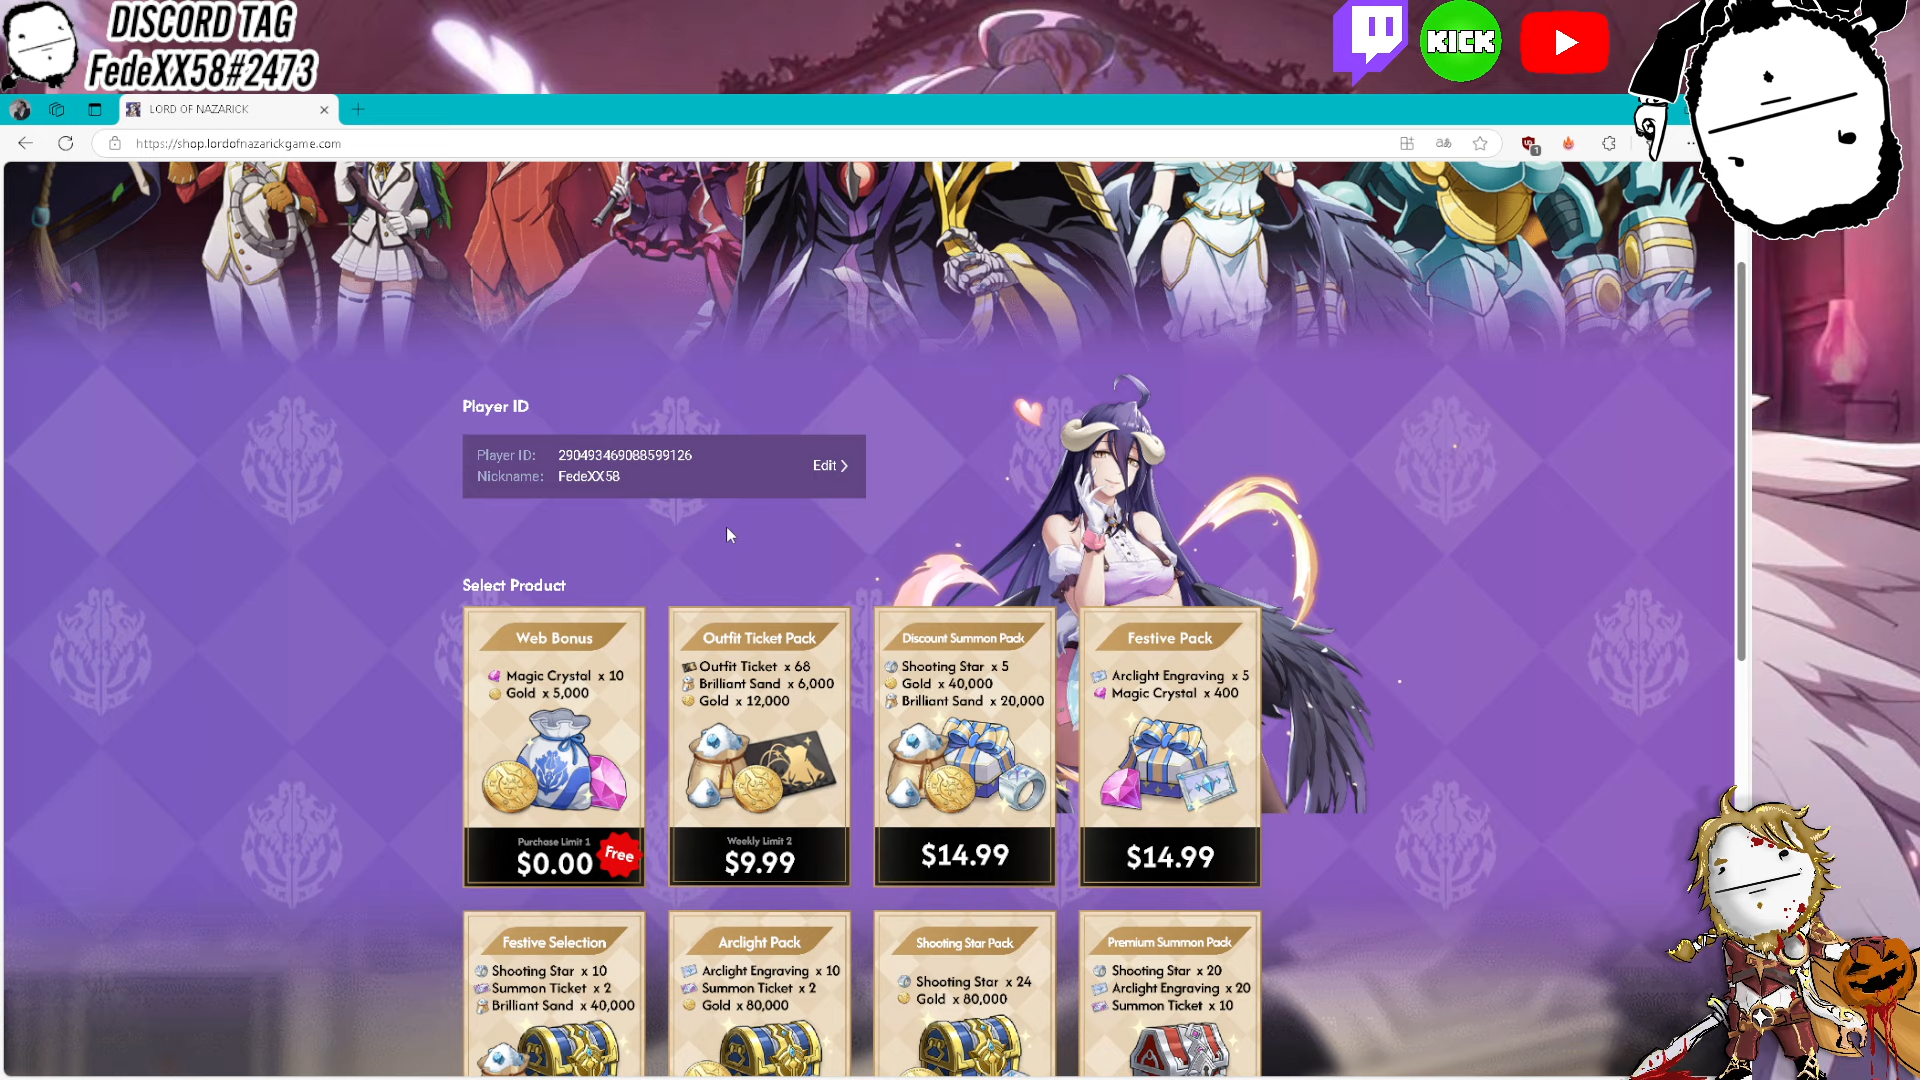 DISCORD TAG
FedeXX58#2473
KICK
LORD OF NAZARICK
https://shop.lordofnazarickgame.com
Player ID
Player ID: 290493469088599126
Nickname: FedeXX58
Edit
Select Product
Web Bonus
Magic Crystal x 10
Gold x 5,000
Purchase Limit 1
$0.00
Free
Outfit Ticket Pack
Outfit Ticket x 68
Brilliant Sand x 6,000
Gold x 12,000
Weekly Limit 2
$9.99
Discount Summon Pack
Shooting Star x 5
Gold x 40,000
Brilliant Sand x 20,000
$14.99
Festive Pack
Arclight Engraving x 5
Magic Crystal x 400
$14.99
Festive Selection
Shooting Star x 10
Summon Ticket x 2
Brilliant Sand x 40,000
Arclight Pack
Arclight Engraving x 10
Summon Ticket x 2
Gold x 80,000
Shooting Star Pack
Shooting Star x 24
Gold x 80,000
Premium Summon Pack
Shooting Star x 20
Arclight Engraving x 20
Summon Ticket x 10